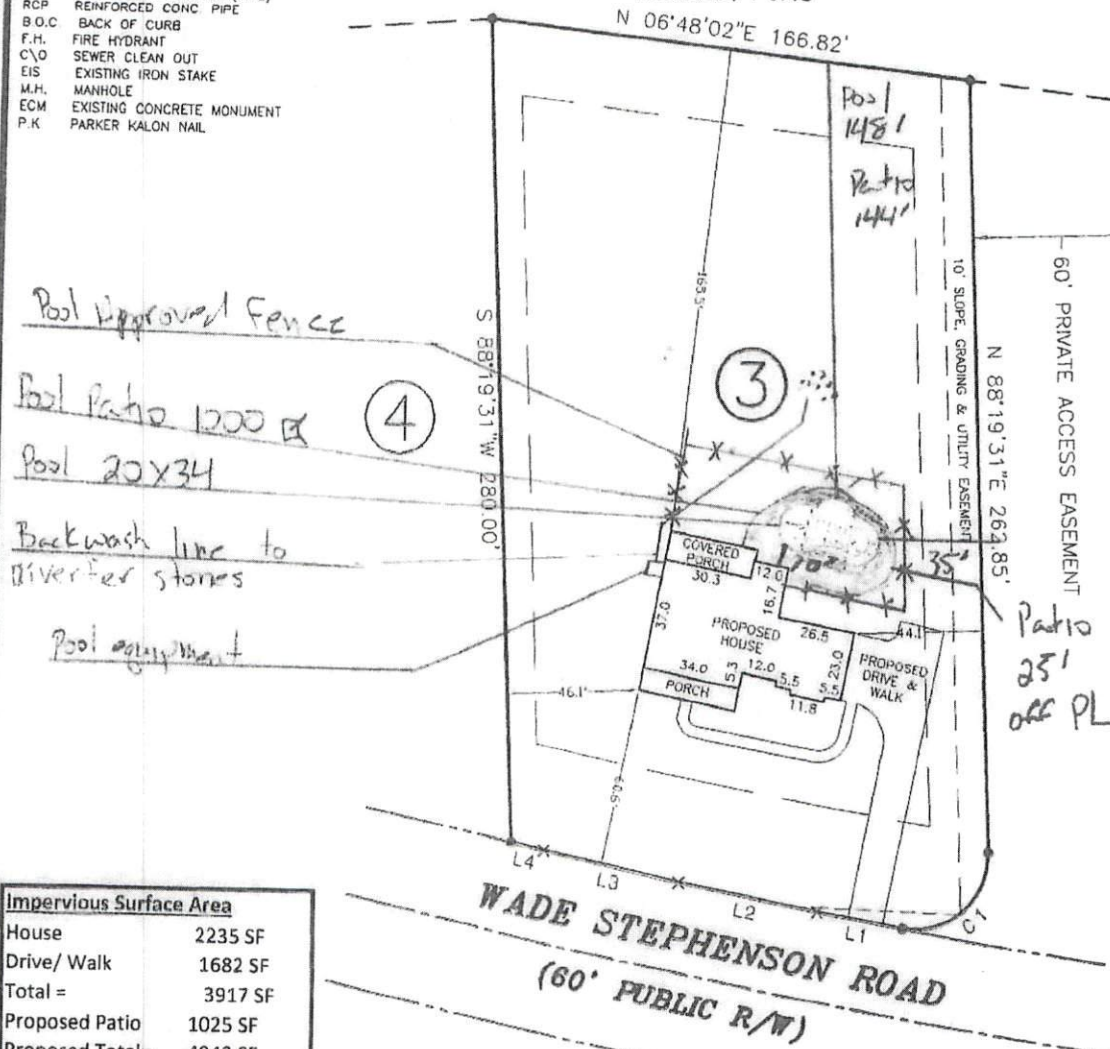 RCP REINFORCED CONC. PIPE
B.O.C. BACK OF CURB
F.H. FIRE HYDRANT
C\O SEWER CLEAN OUT
EIS EXISTING IRON STAKE
M.H. MANHOLE
ECM EXISTING CONCRETE MONUMENT
P.K PARKER KALON NAIL
N 06°48'02"E 166.82'
Pool
148'
Patio
144'
165.5'
S 88°19'31"W 280.00'
10' SLOPE, GRADING & UTILITY EASEMENT
N 88°19'31"E 262.85'
60' PRIVATE ACCESS EASEMENT
Pool Approved Fence
Pool Patio 1000
Pool 20X34
Backwash line to
Diverter stones
Pool equipment
3
4
COVERED
PORCH
30.3
12.0
16.7
37.0
PROPOSED
HOUSE
26.5
44.1
35'
Patio
25'
off PL
34.0
5.3
12.0
5.5
11.8
5.5
23.0
PORCH
PROPOSED
DRIVE &
WALK
46.1'
60.9'
L4
L3
L2
L1
C1
WADE STEPHENSON ROAD
(60' PUBLIC R/W)
Impervious Surface Area
House 2235 SF
Drive/ Walk 1682 SF
Total = 3917 SF
Proposed Patio 1025 SF